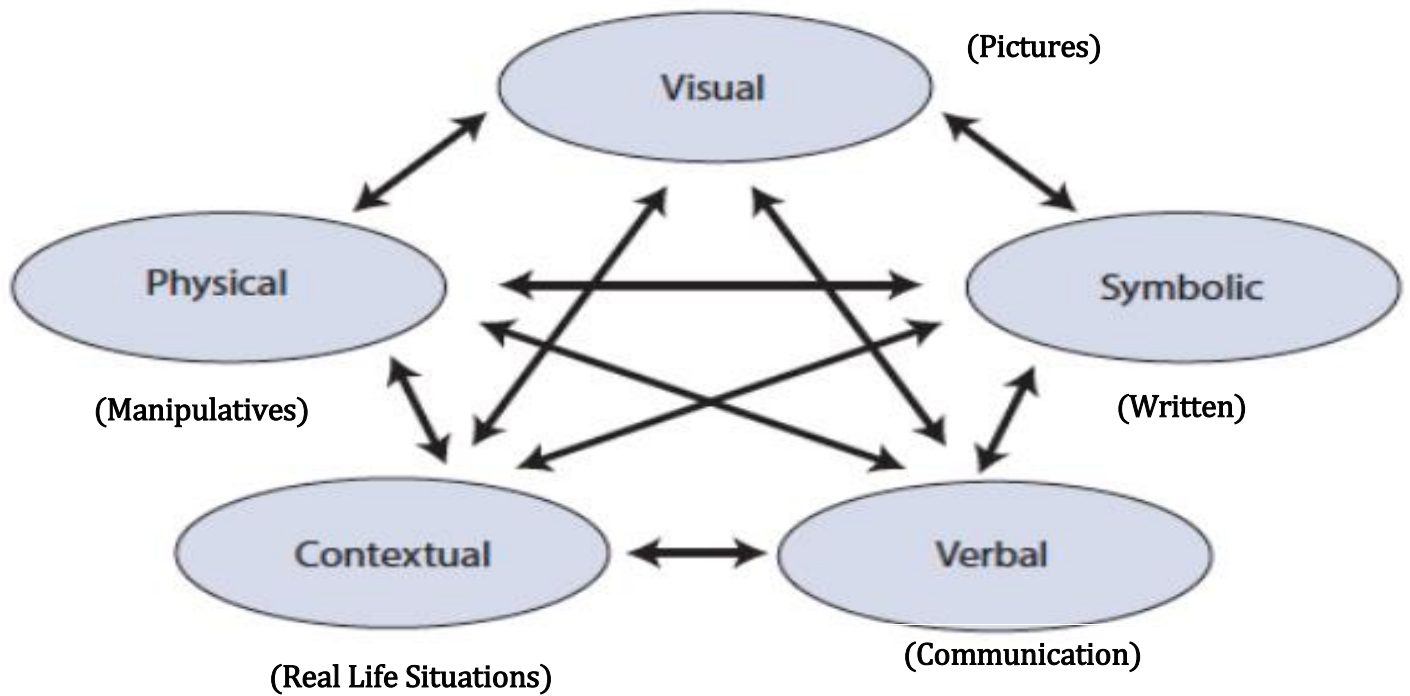 Visual
(Pictures)
Physical
(Manipulatives)
Symbolic
(Written)
Contextual
(Real Life Situations)
Verbal
(Communication)